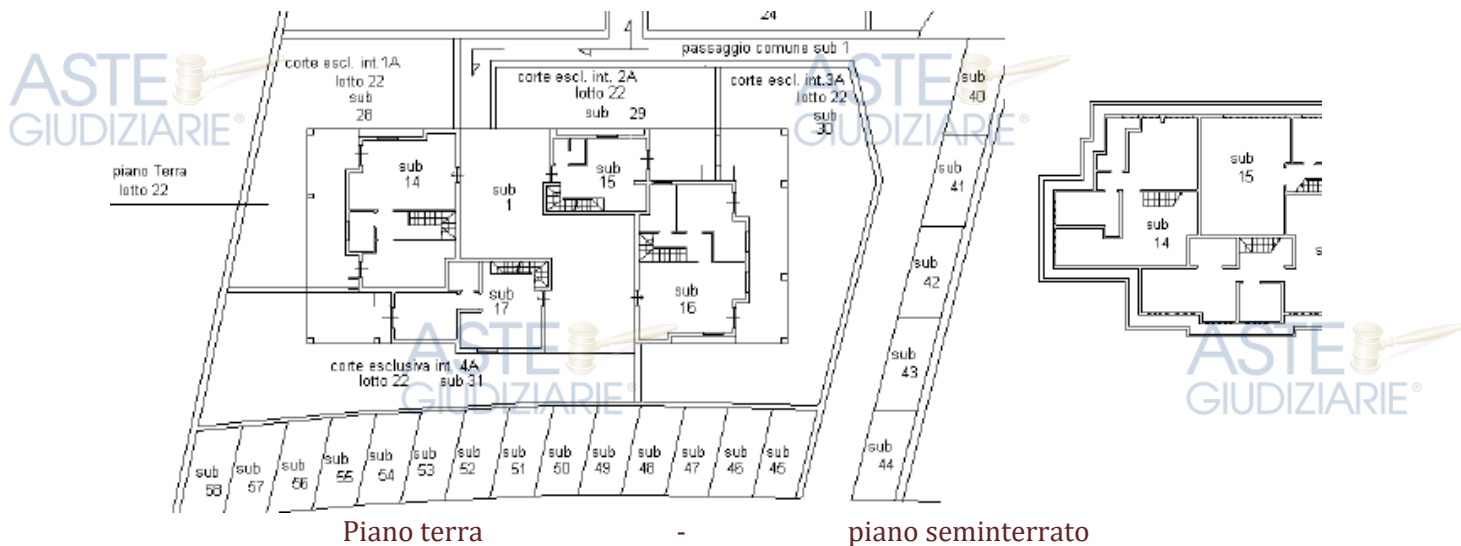 24
4
passaggio comune sub 1
corte escl. int.1A
lotto 22
sub
28
corte escl. int. 2A
lotto 22
sub 29
corte escl. int.3A
lotto 22
sub
30
sub
40
ASTE
GIUDIZIARIE®
ASTE
GIUDIZIARIE®
piano Terra
lotto 22
sub
14
sub
1
sub
15
sub
41
sub
15
sub
14
sub
42
sub
17
sub
16
sub
43
ASTE
GIUDIZIARIE®
ASTE
GIUDIZIARIE®
corte esclusiva int. 4A
lotto 22 sub 31
sub
44
sub
58
sub
57
sub
56
sub
55
sub
54
sub
53
sub
52
sub
51
sub
50
sub
49
sub
48
sub
47
sub
46
sub
45
Piano terra - piano seminterrato